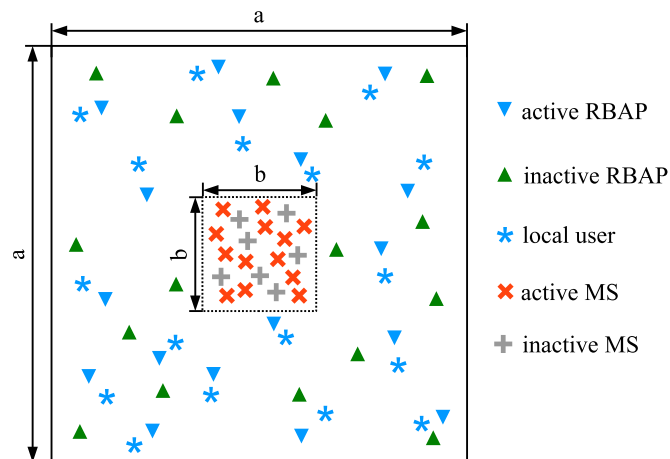 a
a
b
b
active RBAP
inactive RBAP
local user
active MS
inactive MS